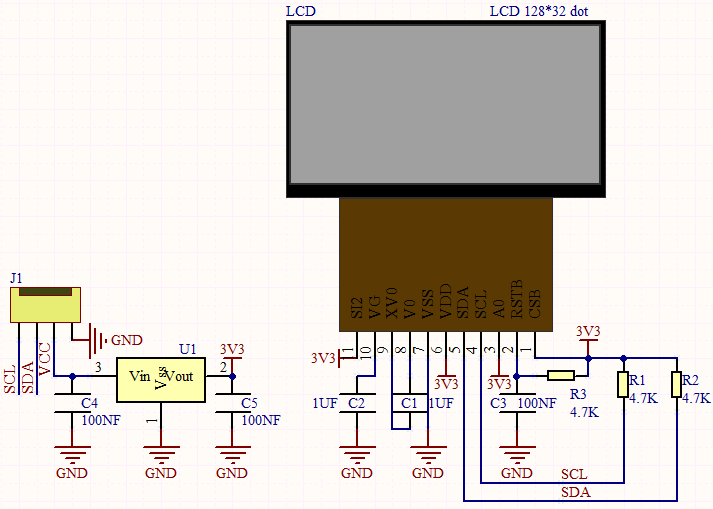 LCD
LCD 128*32 dot
SI2
VG
XV0
V0
VSS
VDD
SDA
SCL
A0
RSTB
CSB
11
10
9
8
7
6
5
4
3
2
1
3V3
3V3
3V3
3V3
J1
GND
SCL
SDA
VCC
3
U1
Vin
Vss
Vout
2
3V3
1
C4
100NF
C5
100NF
1UF
C2
C1
1UF
C3
100NF
R3
4.7K
R1
4.7K
R2
4.7K
GND
GND
GND
GND
GND
GND
SCL
SDA